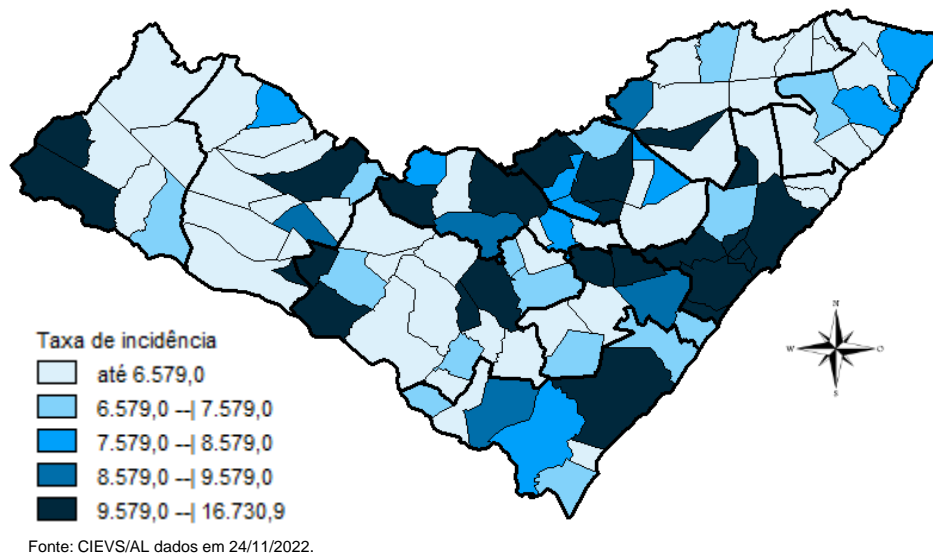 Taxa de incidência
até 6.579,0
6.579,0 --| 7.579,0
7.579,0 --| 8.579,0
8.579,0 --| 9.579,0
9.579,0 --| 16.730,9
N
W
O
S
Fonte: CIEVS/AL dados em 24/11/2022.